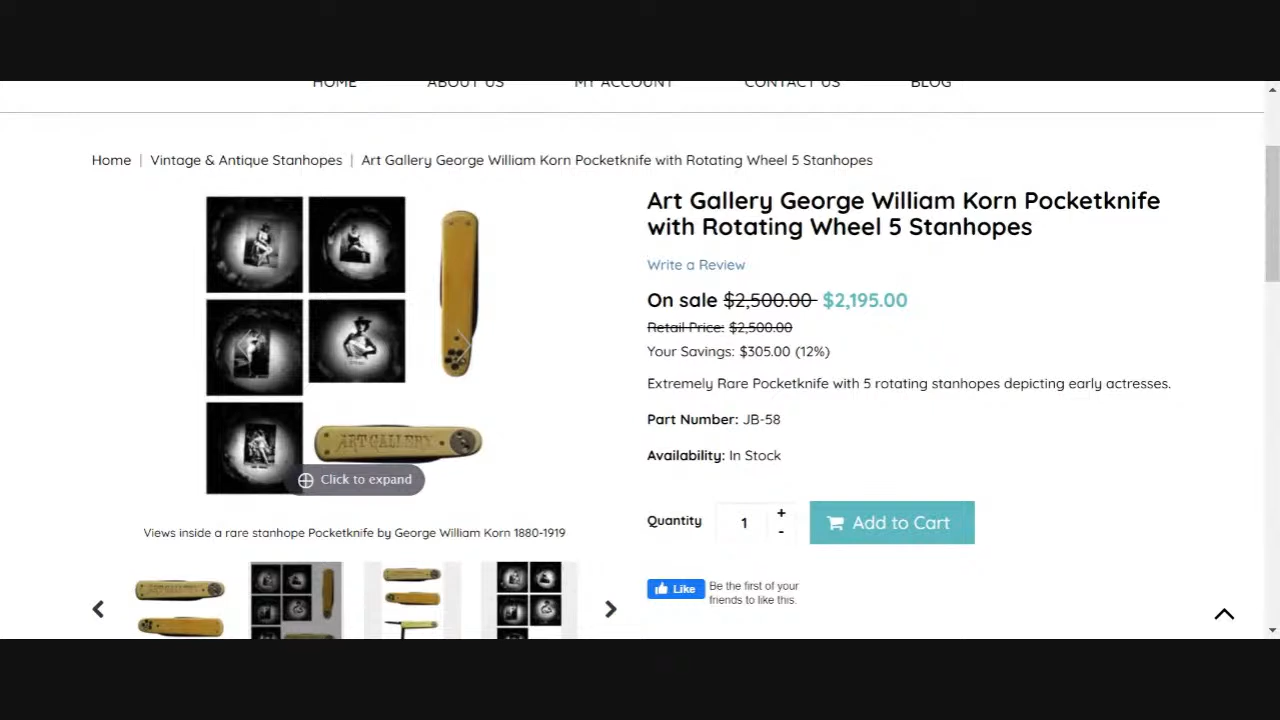 HOME ABOUT US MY ACCOUNT CONTACT US BLOG
Home | Vintage & Antique Stanhopes | Art Gallery George William Korn Pocketknife with Rotating Wheel 5 Stanhopes
Art Gallery George William Korn Pocketknife
with Rotating Wheel 5 Stanhopes
Write a Review
On sale $2,500.00 $2,195.00
Retail Price: $2,500.00
Your Savings: $305.00 (12%)
Extremely Rare Pocketknife with 5 rotating stanhopes depicting early actresses.
Part Number: JB-58
Availability: In Stock
ART GALLERY
Click to expand
Quantity 1 + - Add to Cart
Views inside a rare stanhope Pocketknife by George William Korn 1880-1919
Like Be the first of your
friends to like this.